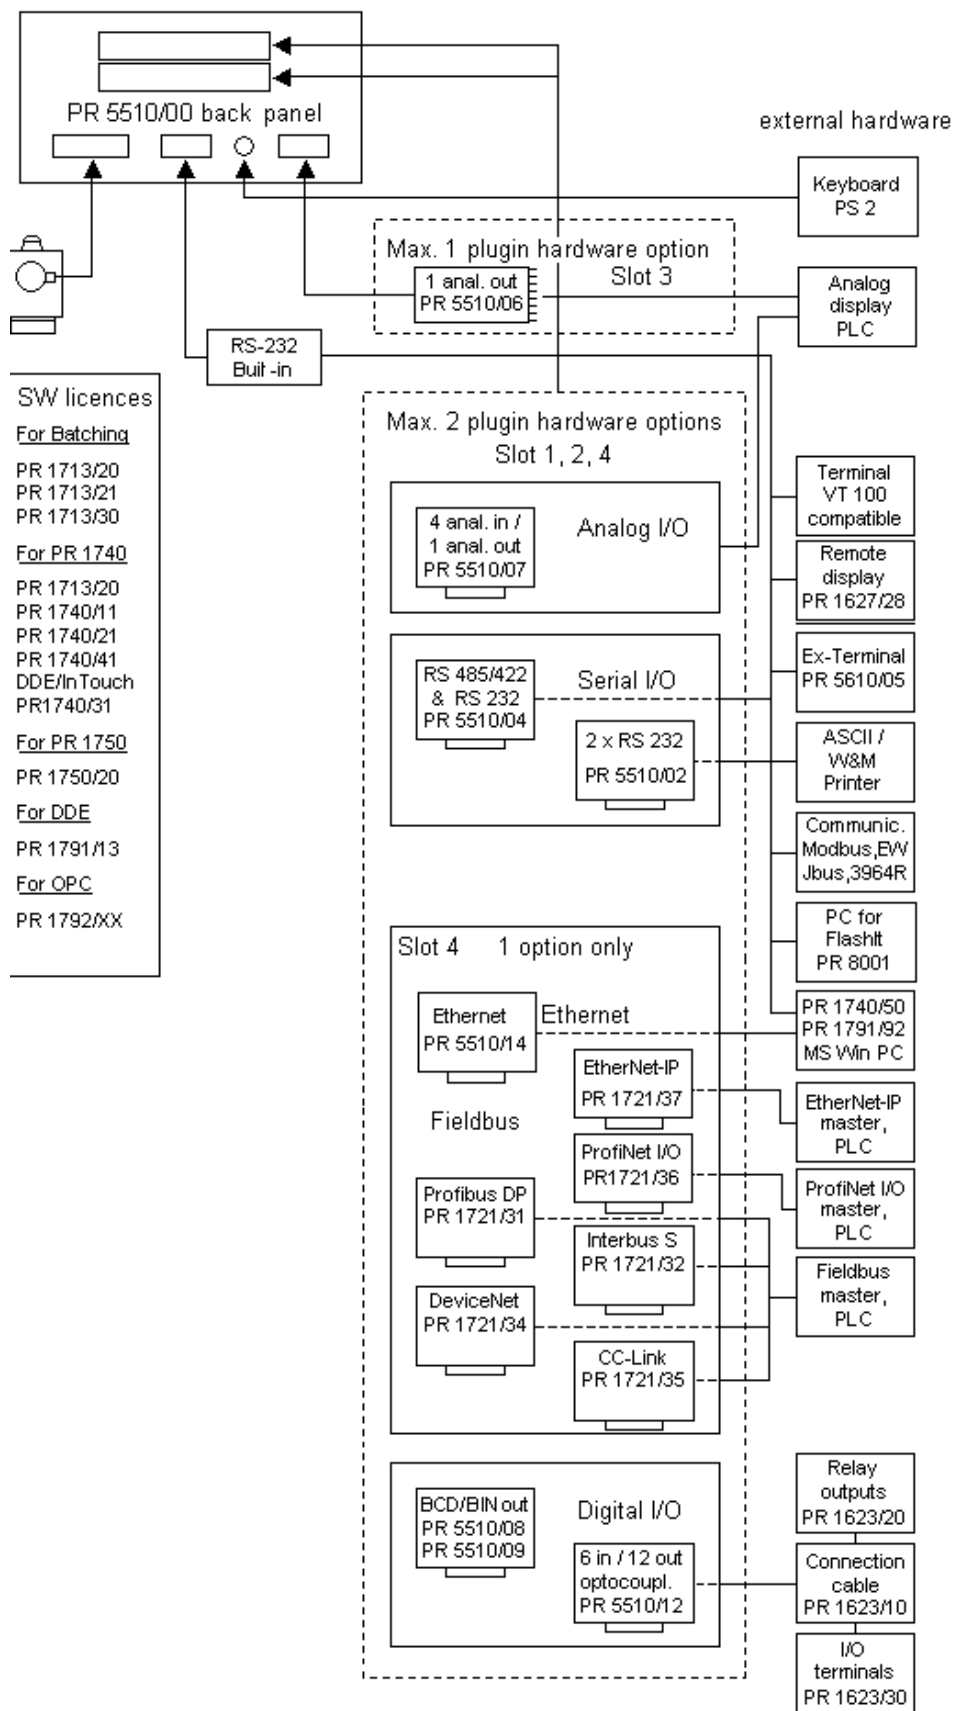 PR 5510/00 back panel
external hardware
Keyboard
PS 2
Max. 1 plugin hardware option
Slot 3
1 anal. out
PR 5510/06
Analog
display
PLC
RS-232
Buit-in
SW licences
For Batching
PR 1713/20
PR 1713/21
PR 1713/30
For PR 1740
PR 1713/20
PR 1740/11
PR 1740/21
PR 1740/41
DDE/InTouch
PR1740/31
For PR 1750
PR 1750/20
For DDE
PR 1791/13
For OPC
PR 1792/XX
Max. 2 plugin hardware options
Slot 1, 2, 4
4 anal. in /
1 anal. out
PR 5510/07
Analog I/O
RS 485/422
& RS 232
PR 5510/04
Serial I/O
2 x RS 232
PR 5510/02
Slot 4 1 option only
Ethernet
PR 5510/14
Ethernet
EtherNet-IP
PR 1721/37
Fieldbus
ProfiNet I/O
PR1721/36
Profibus DP
PR 1721/31
Interbus S
PR 1721/32
DeviceNet
PR 1721/34
CC-Link
PR 1721/35
BCD/BIN out
PR 5510/08
PR 5510/09
Digital I/O
6 in / 12 out
optocoupl.
PR 5510/12
Terminal
VT 100
compatible
Remote
display
PR 1627/28
Ex-Terminal
PR 5610/05
ASCII /
W&M
Printer
Communic.
Modbus,EW
Jbus,3964R
PC for
FlashIt
PR 8001
PR 1740/50
PR 1791/92
MS Win PC
EtherNet-IP
master,
PLC
ProfiNet I/O
master,
PLC
Fieldbus
master,
PLC
Relay
outputs
PR 1623/20
Connection
cable
PR 1623/10
I/O
terminals
PR 1623/30